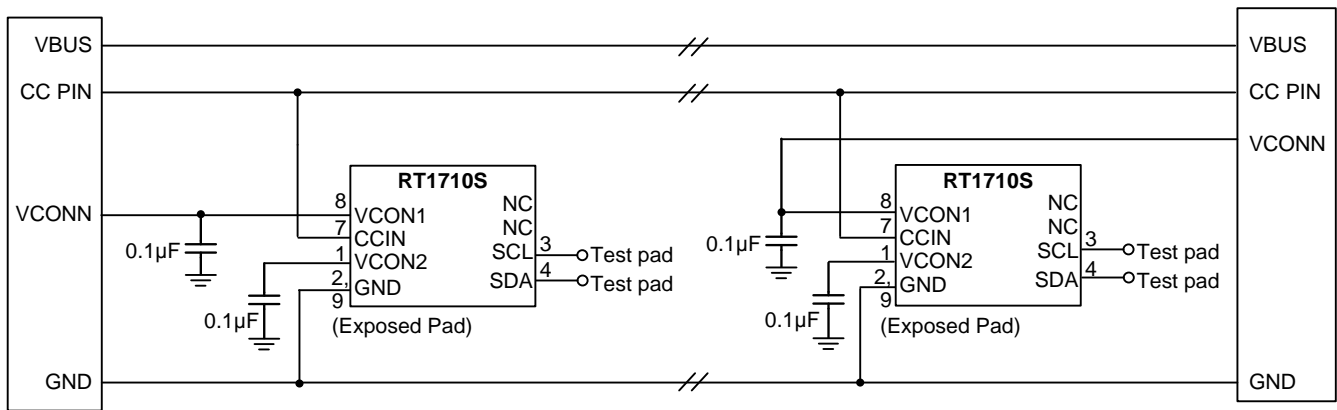 VBUS
CC PIN
VCONN
GND
RT1710S
8
VCON1
7
CCIN
1
VCON2
2,
GND
9
(Exposed Pad)
NC
NC
SCL
3
Test pad
SDA
4
Test pad
0.1µF
0.1µF
RT1710S
8
VCON1
7
CCIN
1
VCON2
2,
GND
9
(Exposed Pad)
NC
NC
SCL
3
Test pad
SDA
4
Test pad
0.1µF
0.1µF
VBUS
CC PIN
VCONN
GND